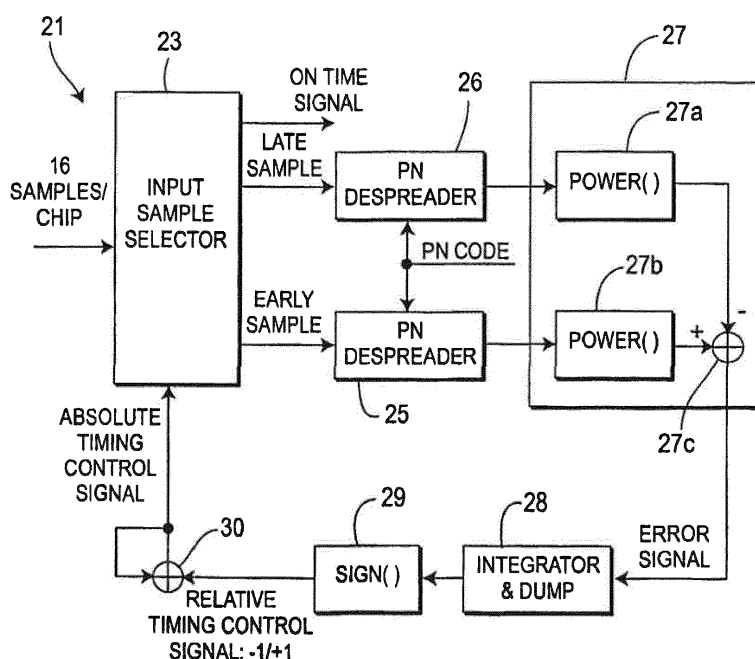 21
23
27
ON TIME
SIGNAL
26
27a
LATE
SAMPLE
16
SAMPLES/
CHIP
INPUT
SAMPLE
SELECTOR
PN
DESPREADER
POWER( )
PN CODE
27b
EARLY
SAMPLE
PN
DESPREADER
POWER( )
-
+
25
27c
ABSOLUTE
TIMING
CONTROL
SIGNAL
29
28
30
SIGN( )
INTEGRATOR
& DUMP
ERROR
SIGNAL
RELATIVE
TIMING CONTROL
SIGNAL: -1/+1